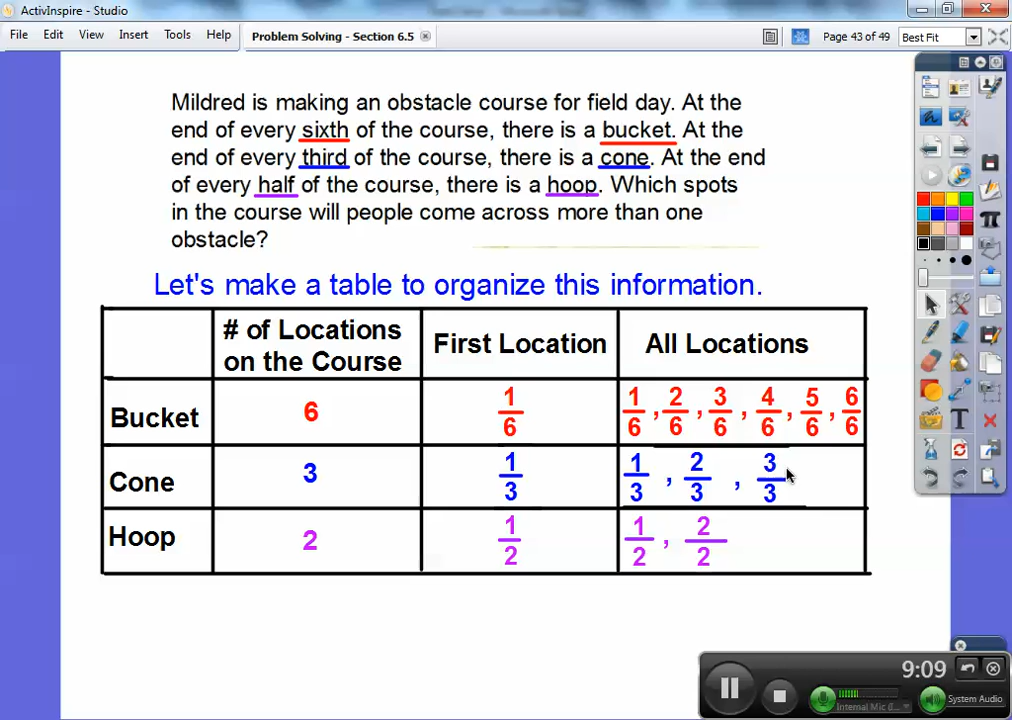 ActivInspire - Studio
File Edit View Insert Tools Help Problem Solving - Section 6.5 Page 43 of 49 Best Fit
Mildred is making an obstacle course for field day. At the
end of every sixth of the course, there is a bucket. At the
end of every third of the course, there is a cone. At the end
of every half of the course, there is a hoop. Which spots
in the course will people come across more than one
obstacle?
Let's make a table to organize this information.
# of Locations
on the Course
First Location
All Locations
Bucket 6 1/6 1/6, 2/6, 3/6, 4/6, 5/6, 6/6
Cone 3 1/3 1/3, 2/3, 3/3
Hoop 2 1/2 1/2, 2/2
9:09
Internal Mic System Audio